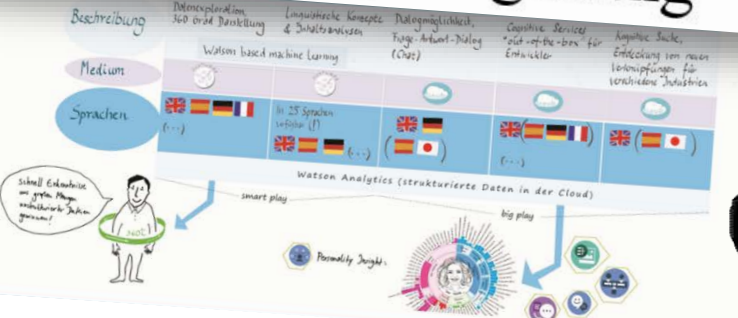 Beschreibung
Datenexploration,
360 Grad Darstellung
Linguistische Konzepte
& Inhaltsanalysen
Dialogmöglichkeit,
Frage-Antwort-Dialog
(Chat)
Cognitive Services
"out-of-the-box" für
Entwickler
Kognitive Suche,
Entdeckung von neuen
Verknüpfungen für
verschiedene Industrien
Watson based machine learning
Medium
Sprachen
(...)
In 25 Sprachen
verfügbar (!)
(...)
(...)
Watson Analytics (strukturierte Daten in der Cloud)
smart play
big play
Schnell Erkenntnisse
aus großen Mengen
unstrukturierter Daten
gewinnen!
Personality Insights